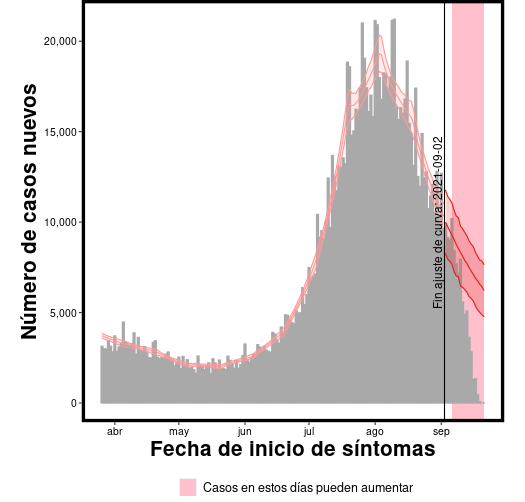 Número de casos nuevos
20,000
15,000
10,000
5,000
0
Fin ajuste de curva: 2021-09-02
abr may jun jul ago sep
Fecha de inicio de síntomas
Casos en estos días pueden aumentar